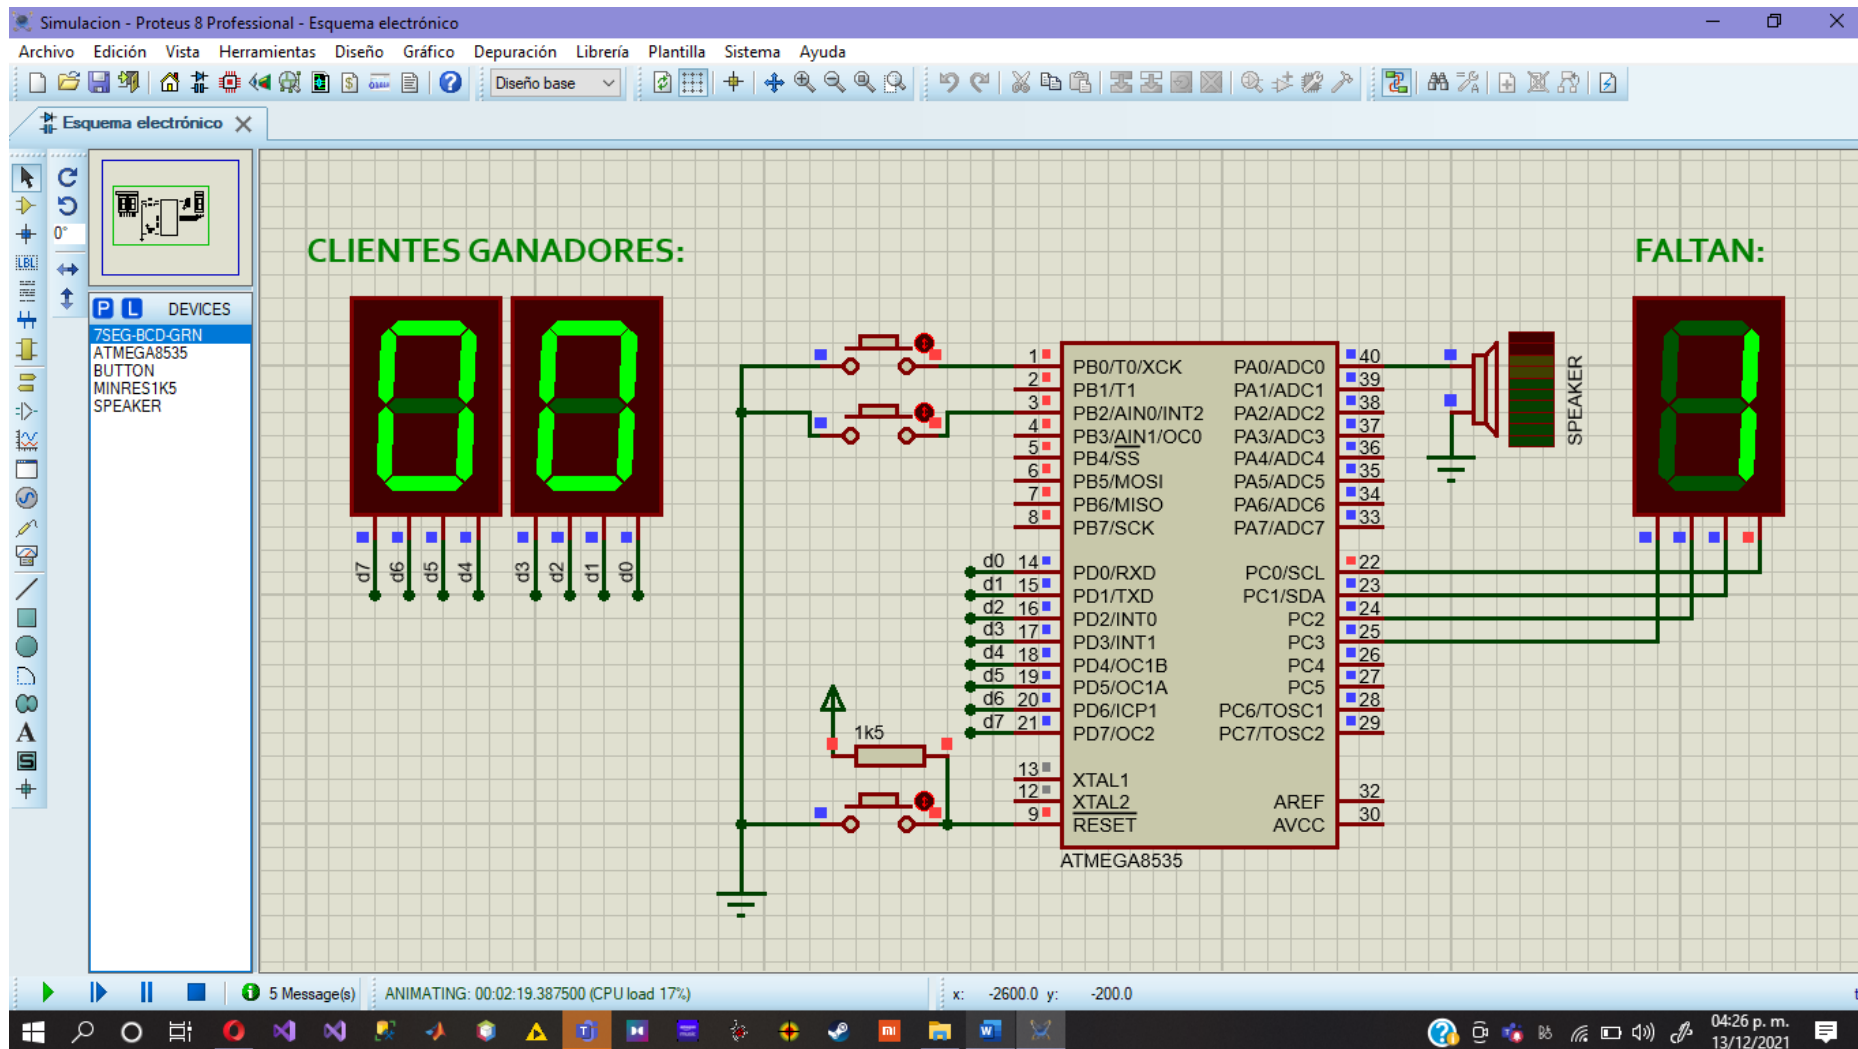 Simulacion - Proteus 8 Professional - Esquema electrónico
Archivo Edición Vista Herramientas Diseño Gráfico Depuración Librería Plantilla Sistema Ayuda
Diseño base
Esquema electrónico
0°
P L DEVICES
7SEG-BCD-GRN
ATMEGA8535
BUTTON
MINRES1K5
SPEAKER
CLIENTES GANADORES:
d7 d6 d5 d4 d3 d2 d1 d0
1k5
1 PB0/T0/XCK PA0/ADC0 40
2 PB1/T1 PA1/ADC1 39
3 PB2/AIN0/INT2 PA2/ADC2 38
4 PB3/AIN1/OC0 PA3/ADC3 37
5 PB4/SS PA4/ADC4 36
6 PB5/MOSI PA5/ADC5 35
7 PB6/MISO PA6/ADC6 34
8 PB7/SCK PA7/ADC7 33
d0 14 PD0/RXD PC0/SCL 22
d1 15 PD1/TXD PC1/SDA 23
d2 16 PD2/INT0 PC2 24
d3 17 PD3/INT1 PC3 25
d4 18 PD4/OC1B PC4 26
d5 19 PD5/OC1A PC5 27
d6 20 PD6/ICP1 PC6/TOSC1 28
d7 21 PD7/OC2 PC7/TOSC2 29
13 XTAL1
12 XTAL2 AREF 32
9 RESET AVCC 30
ATMEGA8535
SPEAKER
FALTAN:
5 Message(s)
ANIMATING: 00:02:19.387500 (CPU load 17%)
x: -2600.0 y: -200.0
04:26 p. m.
13/12/2021